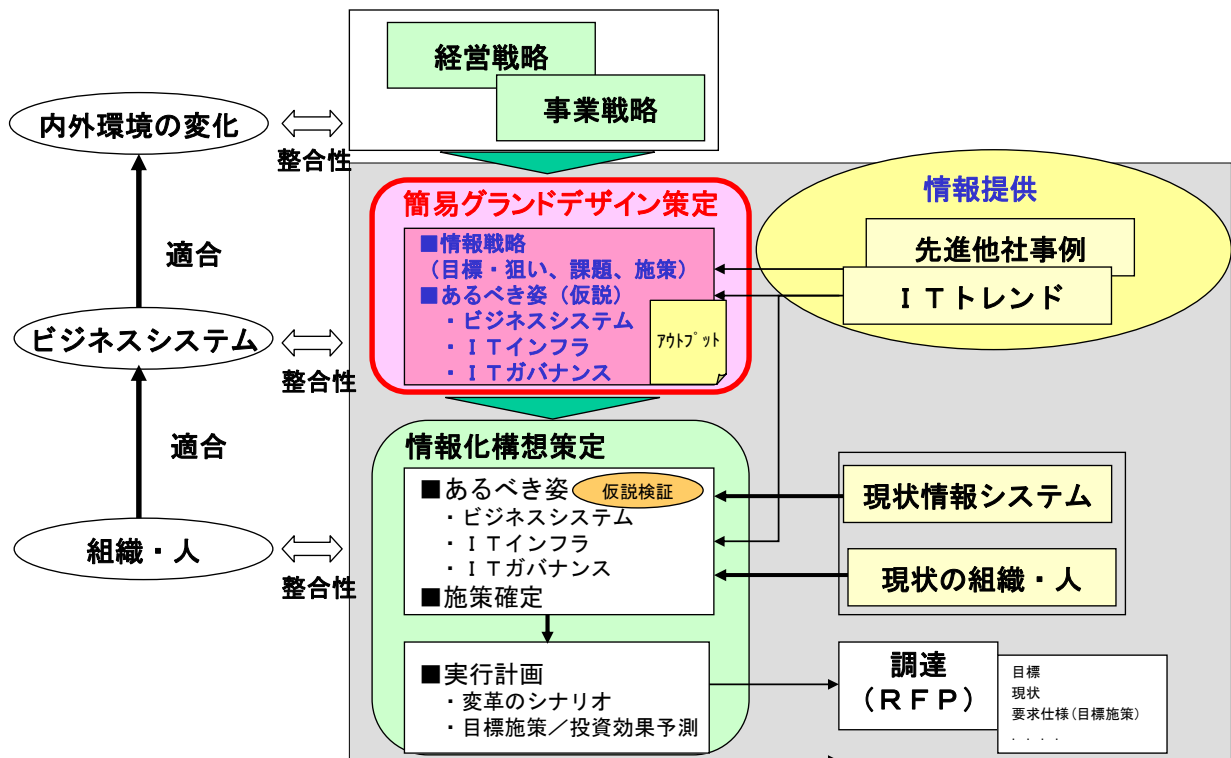 経営戦略
事業戦略
内外環境の変化
整合性
適合
ビジネスシステム
整合性
適合
組織・人
整合性
簡易グランドデザイン策定
■情報戦略
（目標・狙い、課題、施策）
■あるべき姿（仮説）
・ビジネスシステム
・ＩＴインフラ
・ＩＴガバナンス
ｱｳﾄﾌﾟｯﾄ
情報提供
先進他社事例
ＩＴトレンド
情報化構想策定
■あるべき姿
仮説検証
・ビジネスシステム
・ＩＴインフラ
・ＩＴガバナンス
■施策確定
現状情報システム
現状の組織・人
■実行計画
・変革のシナリオ
・目標施策／投資効果予測
調達
（ＲＦＰ）
目標
現状
要求仕様(目標施策)
．．．．